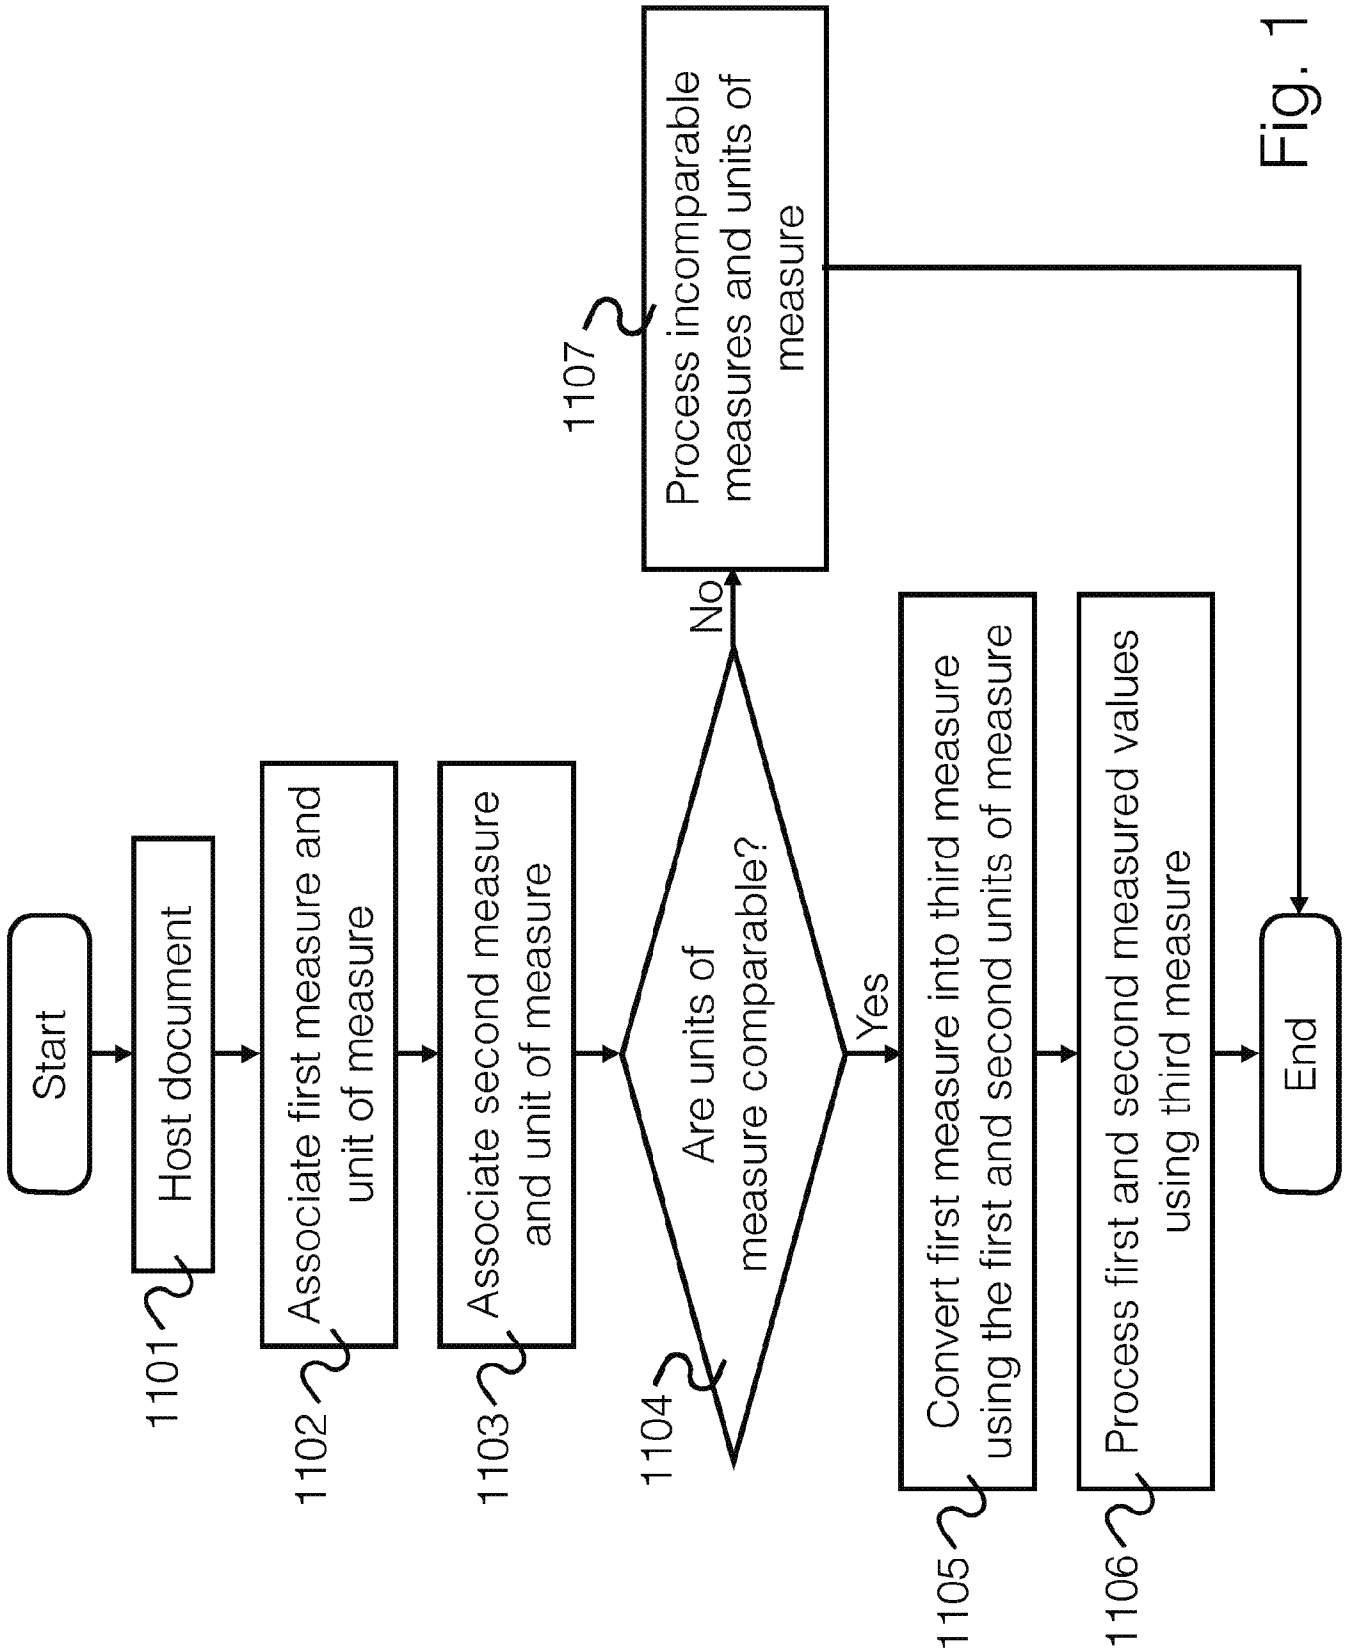 Start
1101
Host document
1102
Associate first measure and
unit of measure
1103
Associate second measure
and unit of measure
1104
Are units of
measure comparable?
No
1107
Process incomparable
measures and units of
measure
Yes
1105
Convert first measure into third measure
using the first and second units of measure
1106
Process first and second measured values
using third measure
End
Fig. 1